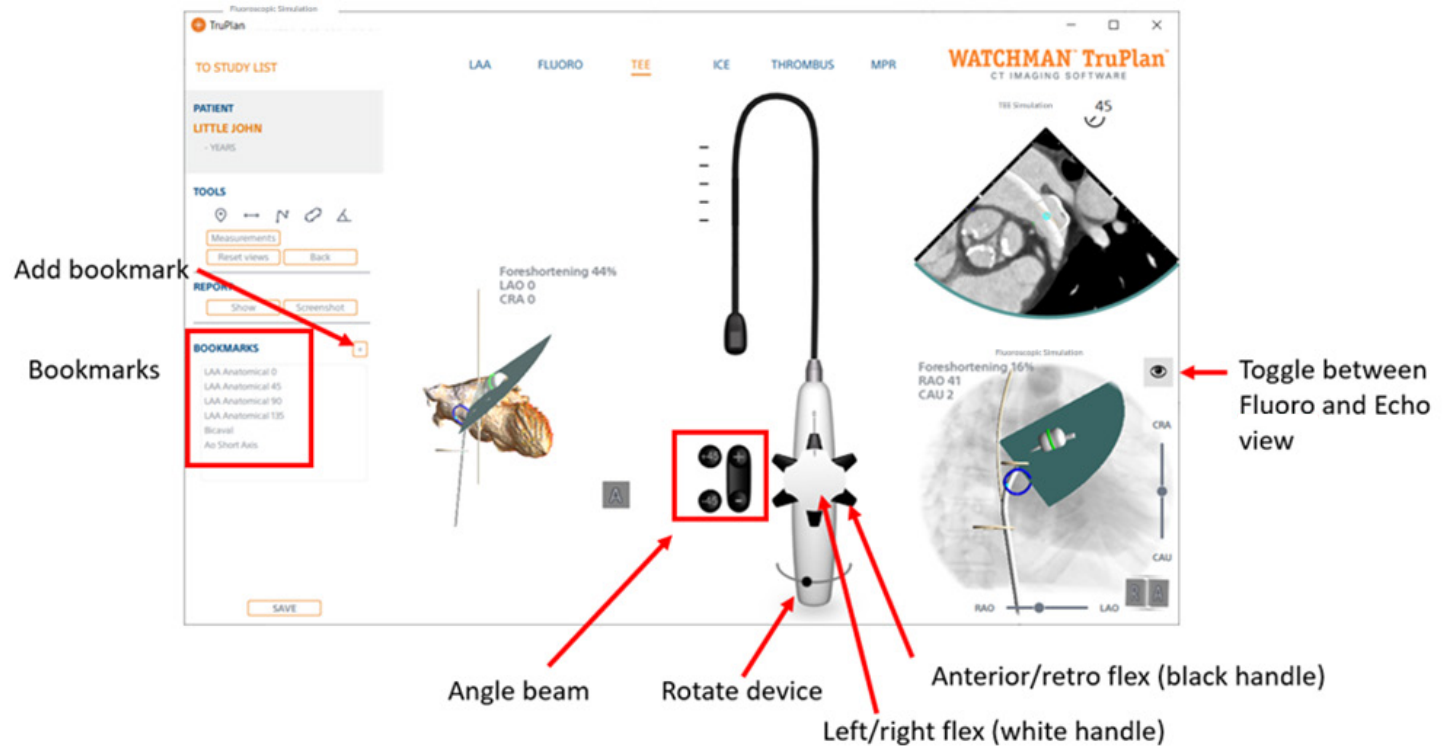 Fluoroscopic Simulation
TruPlan
TO STUDY LIST
LAA FLUORO TEE ICE THROMBUS MPR
WATCHMAN™ TruPlan™
CT IMAGING SOFTWARE
PATIENT
LITTLE JOHN
- YEARS
TEE Simulation
45
TOOLS
Measurements
Reset views Back
Add bookmark
REPORT
Show Screenshot
Foreshortening 44%
LAO 0
CRA 0
Bookmarks
BOOKMARKS
+
LAA Anatomical 0
LAA Anatomical 45
LAA Anatomical 90
LAA Anatomical 135
Bicaval
Ao Short Axis
Fluoroscopic Simulation
Foreshortening 16%
RAO 41
CAU 2
Toggle between
Fluoro and Echo
view
CRA
+45 +
-45 -
A
CAU
R A
RAO LAO
SAVE
Angle beam
Rotate device
Anterior/retro flex (black handle)
Left/right flex (white handle)